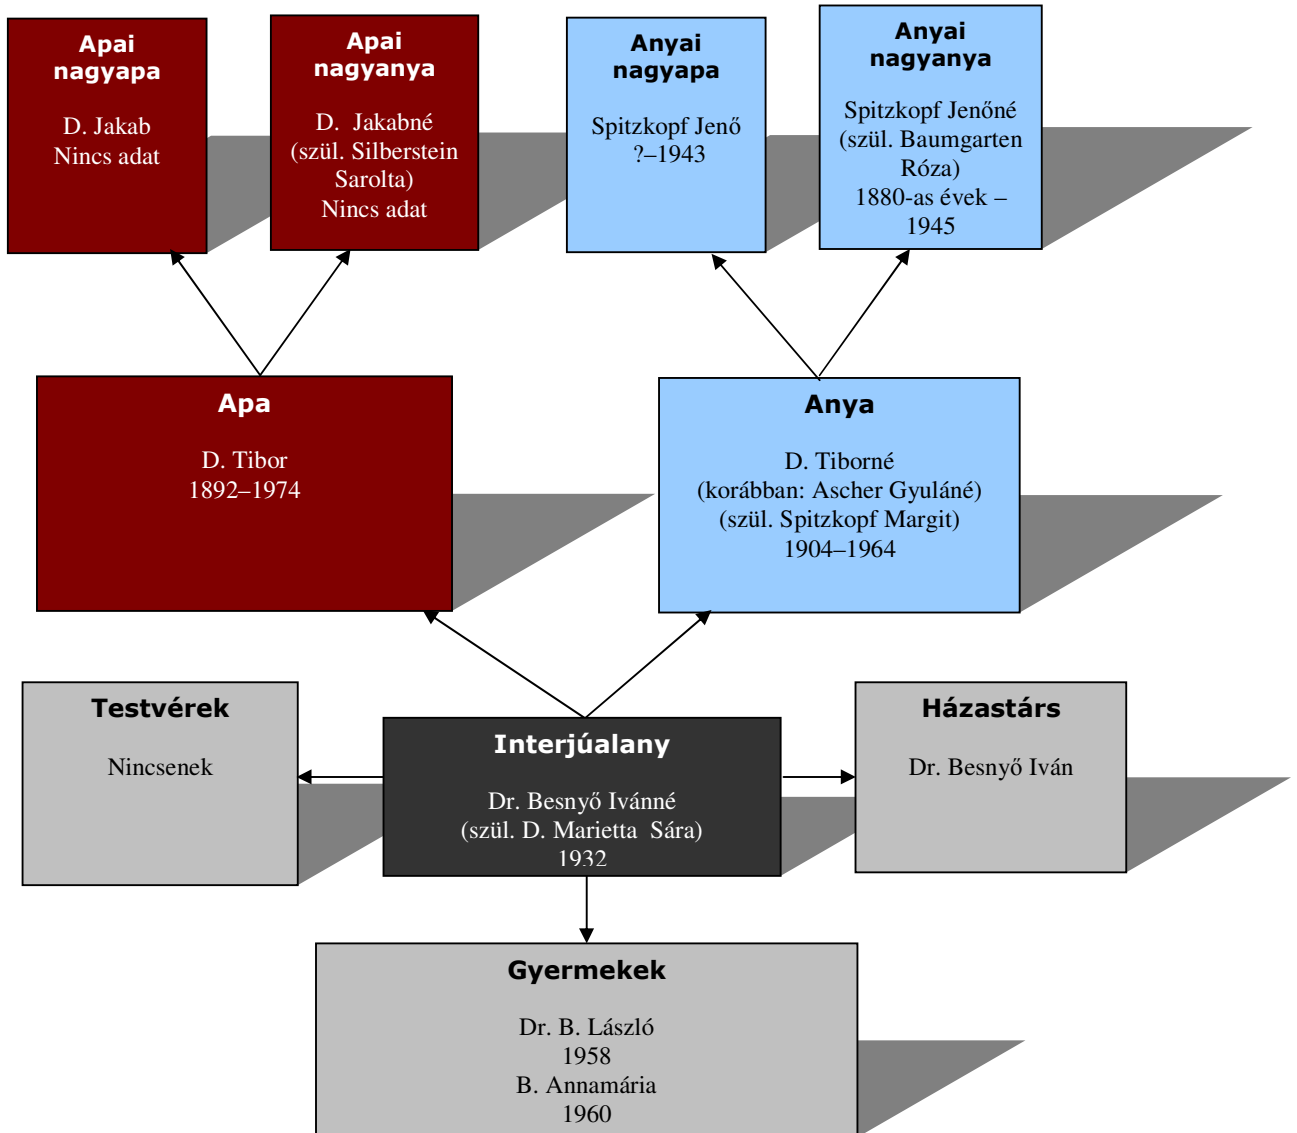 Apai
nagyapa
D. Jakab
Nincs adat
Apai
nagyanya
D. Jakabné
(szül. Silberstein
Sarolta)
Nincs adat
Anyai
nagyapa
Spitzkopf Jenő
?–1943
Anyai
nagyanya
Spitzkopf Jenőné
(szül. Baumgarten
Róza)
1880-as évek –
1945
Apa
D. Tibor
1892–1974
Anya
D. Tiborné
(korábban: Ascher Gyuláné)
(szül. Spitzkopf Margit)
1904–1964
Testvérek
Nincsenek
Interjúalany
Dr. Besnyő Ivánné
(szül. D. Marietta Sára)
1932
Házastárs
Dr. Besnyő Iván
Gyermekek
Dr. B. László
1958
B. Annamária
1960